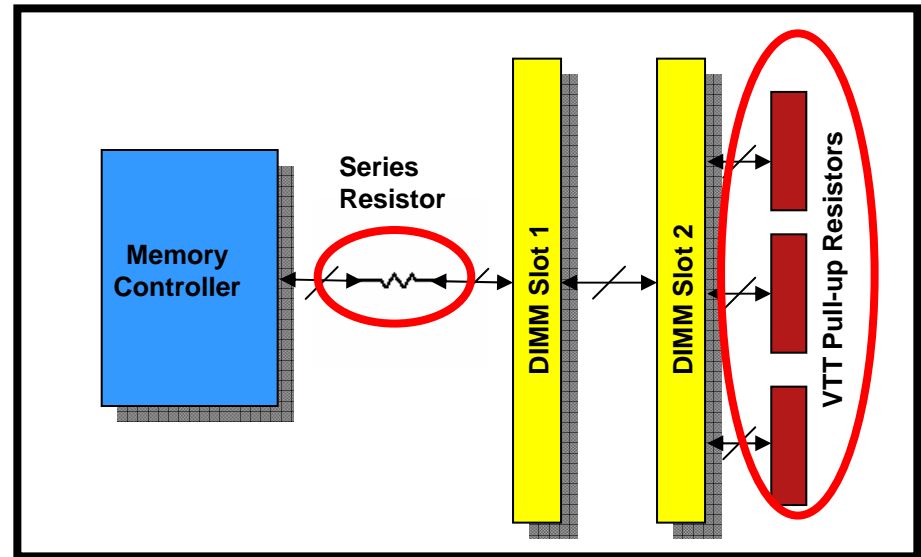 Series
Resistor
Memory
Controller
DIMM Slot 1
DIMM Slot 2
VTT Pull-up Resistors